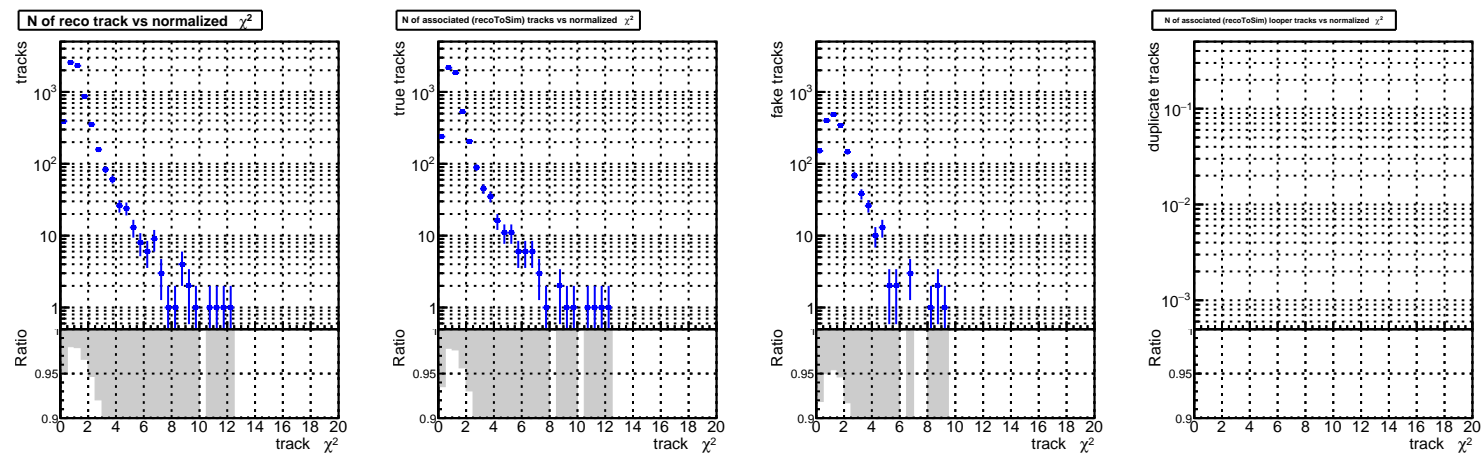 N of reco track vs normalized χ²
tracks
10³
10²
10
1
Ratio
1
0.95
0.9
0 2 4 6 8 10 12 14 16 18 20
track χ²
N of associated (recoToSim) tracks vs normalized χ²
true tracks
10³
10²
10
1
Ratio
1
0.95
0.9
0 2 4 6 8 10 12 14 16 18 20
track χ²
fake tracks
10³
10²
10
1
Ratio
1
0.95
0.9
0 2 4 6 8 10 12 14 16 18 20
track χ²
N of associated (recoToSim) looper tracks vs normalized χ²
duplicate tracks
10⁻¹
10⁻²
10⁻³
Ratio
1
0.95
0.9
0 2 4 6 8 10 12 14 16 18 20
track χ²